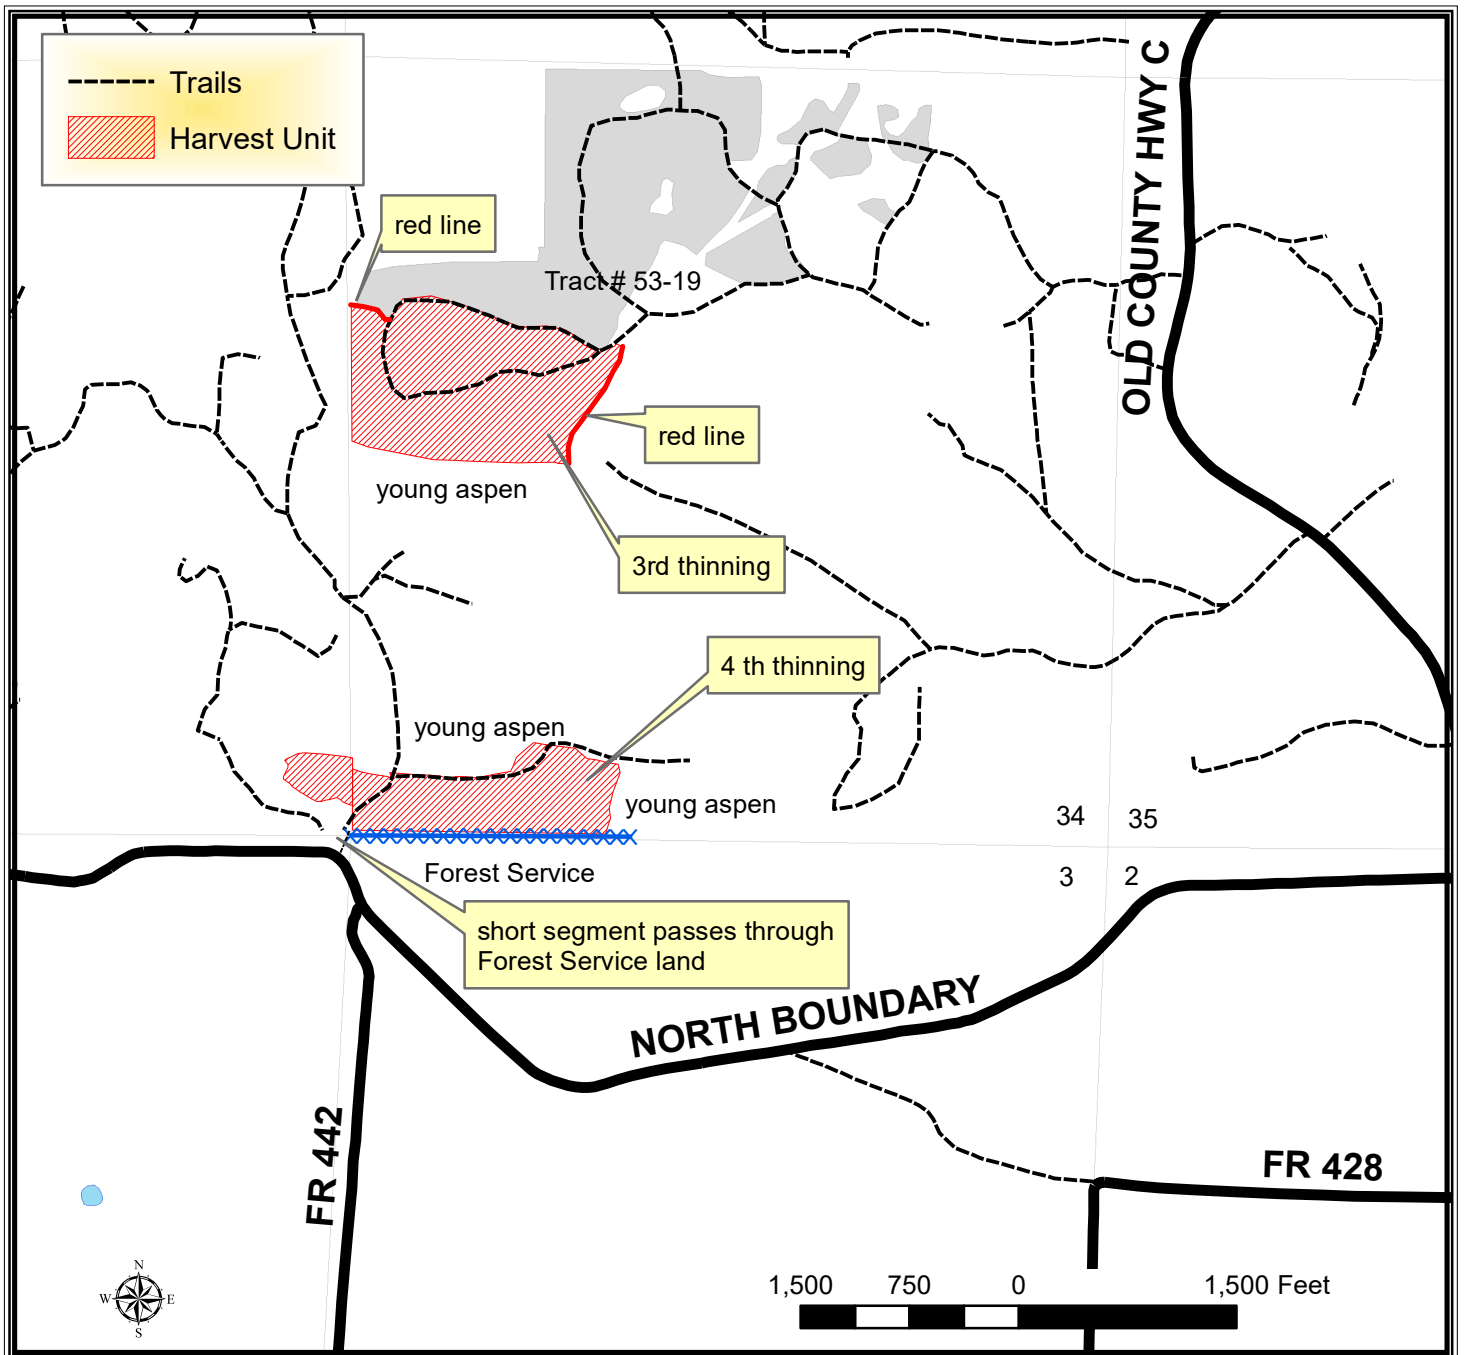 Trails
Harvest Unit
OLD COUNTY HWY C
red line
Tract # 53-19
red line
young aspen
3rd thinning
4 th thinning
young aspen
young aspen
34
35
3
2
Forest Service
short segment passes through
Forest Service land
NORTH BOUNDARY
FR 442
FR 428
N
W
E
S
1,500
750
0
1,500 Feet